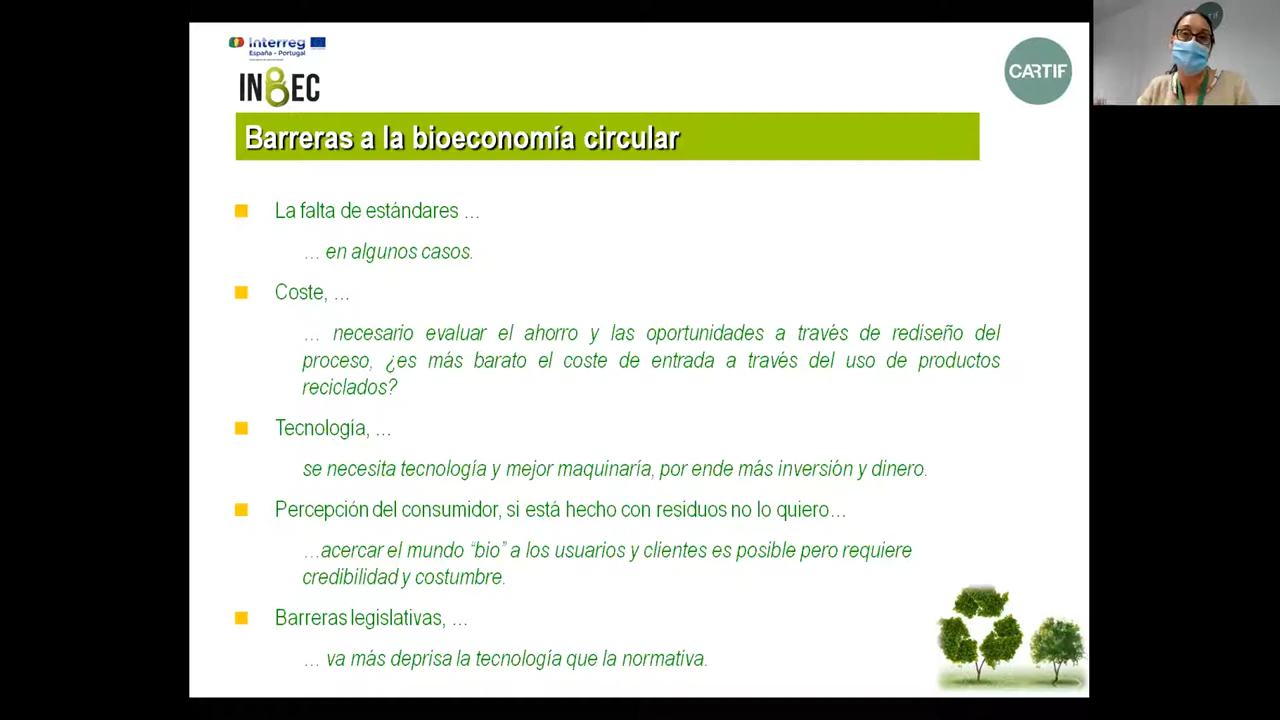 Interreg
España - Portugal
INBEC
CARTIF
Barreras a la bioeconomía circular
La falta de estándares ...
... en algunos casos.
Coste, ...
... necesario evaluar el ahorro y las oportunidades a través de rediseño del
proceso, ¿es más barato el coste de entrada a través del uso de productos
reciclados?
Tecnología, ...
se necesita tecnología y mejor maquinaría, por ende más inversión y dinero.
Percepción del consumidor, si está hecho con residuos no lo quiero...
...acercar el mundo "bio" a los usuarios y clientes es posible pero requiere
credibilidad y costumbre.
Barreras legislativas, ...
... va más deprisa la tecnología que la normativa.